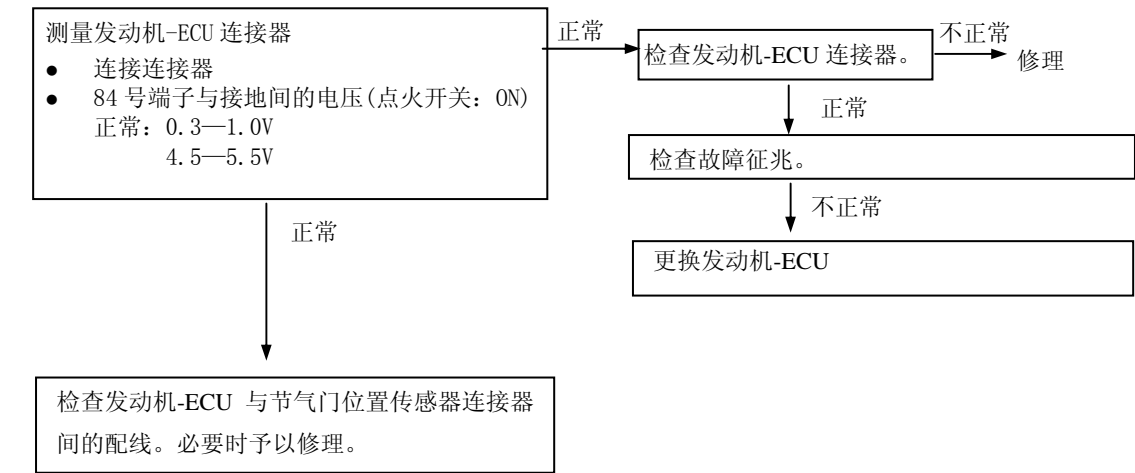 测量发动机-ECU 连接器
● 连接连接器
● 84 号端子与接地间的电压(点火开关：ON)
正常：0.3—1.0V
4.5—5.5V
正常
检查发动机-ECU 连接器。
不正常
修理
正常
检查故障征兆。
不正常
更换发动机-ECU
正常
检查发动机-ECU 与节气门位置传感器连接器
间的配线。必要时予以修理。